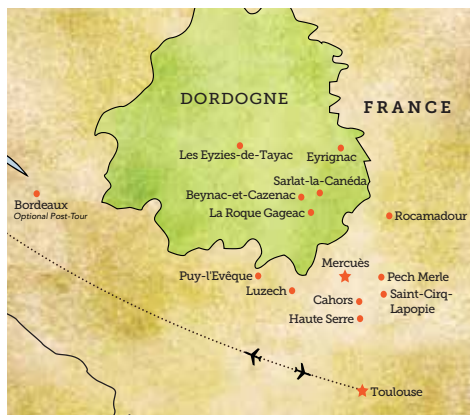 DORDOGNE
FRANCE
Les Eyzies-de-Tayac
Eyrignac
Sarlat-la-Canéda
Beynac-et-Cazenac
La Roque Gageac
Bordeaux
Optional Post-Tour
Rocamadour
Mercuès
Puy-l'Evêque
Pech Merle
Luzech
Saint-Cirq-
Lapopie
Cahors
Haute Serre
Toulouse